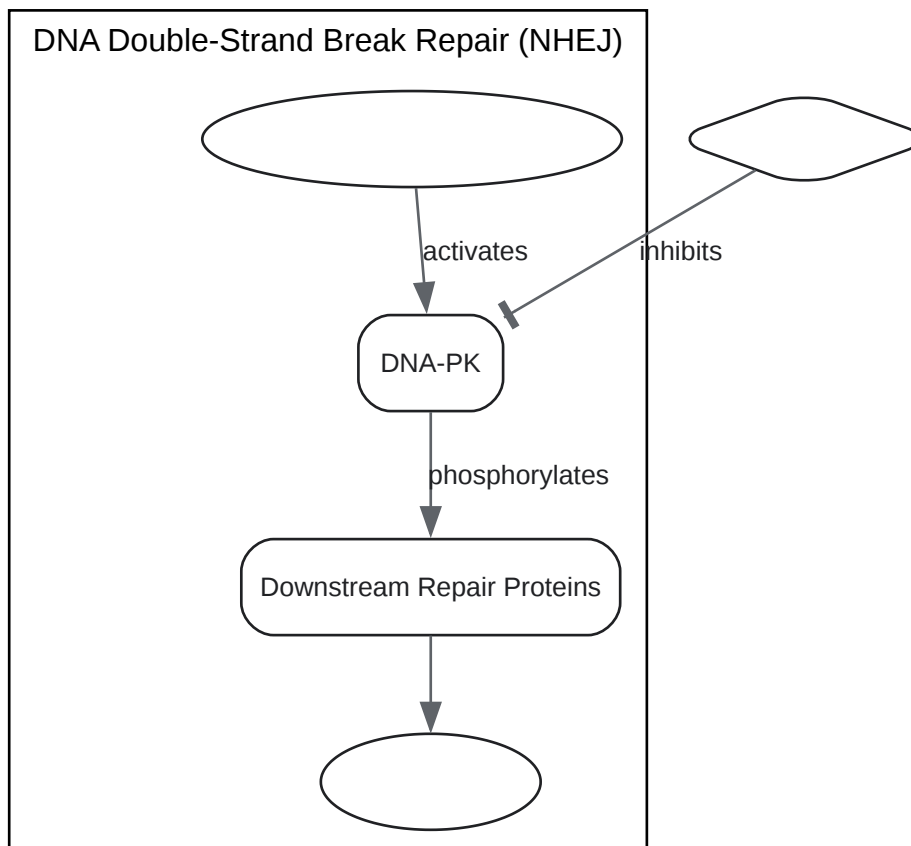 DNA Double-Strand Break Repair (NHEJ)
activates
inhibits
DNA-PK
phosphorylates
Downstream Repair Proteins